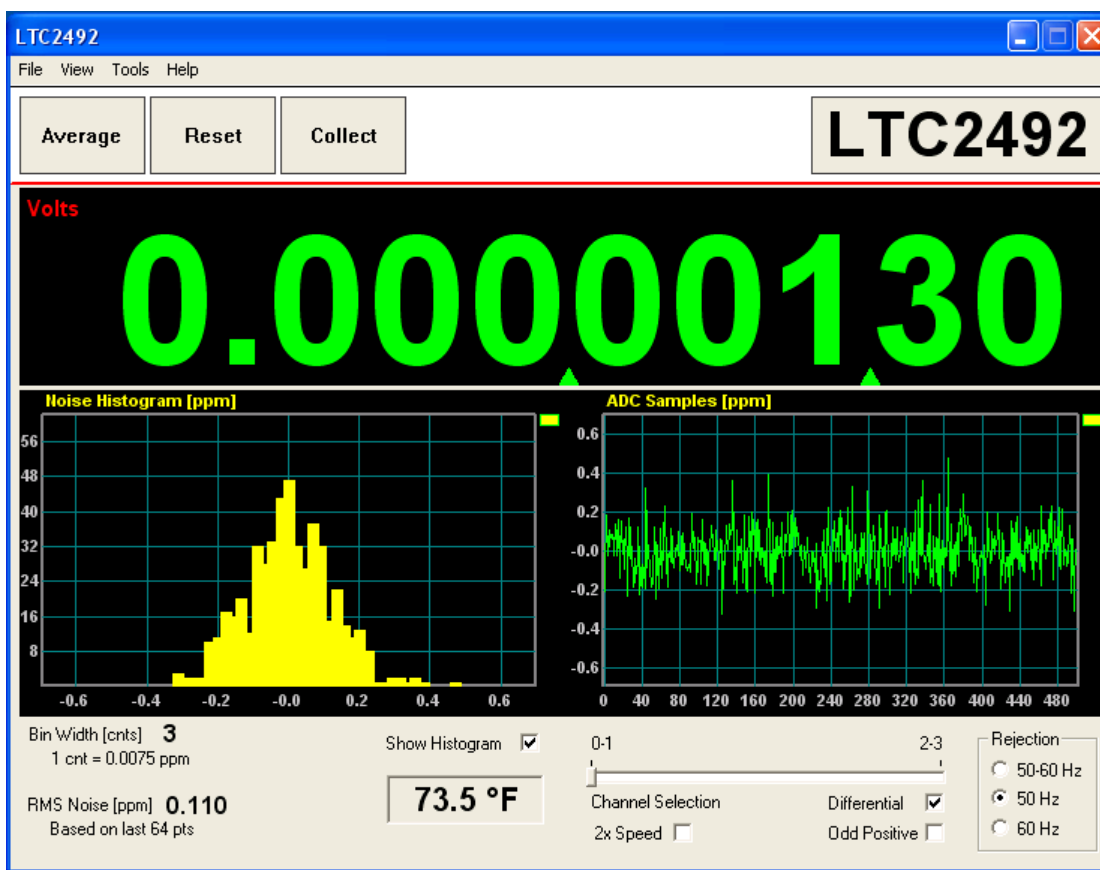 LTC2492
File View Tools Help
Average Reset Collect LTC2492
Volts
0.00000130
Noise Histogram [ppm]
56
48
40
32
24
16
8
-0.6 -0.4 -0.2 -0.0 0.2 0.4 0.6
ADC Samples [ppm]
0.6
0.4
0.2
-0.0
-0.2
-0.4
-0.6
0 40 80 120 160 200 240 280 320 360 400 440 480
Bin Width [cnts] 3
1 cnt = 0.0075 ppm
RMS Noise [ppm] 0.110
Based on last 64 pts
Show Histogram
73.5 °F
0-1 2-3
Channel Selection Differential
2x Speed Odd Positive
Rejection
50-60 Hz
50 Hz
60 Hz